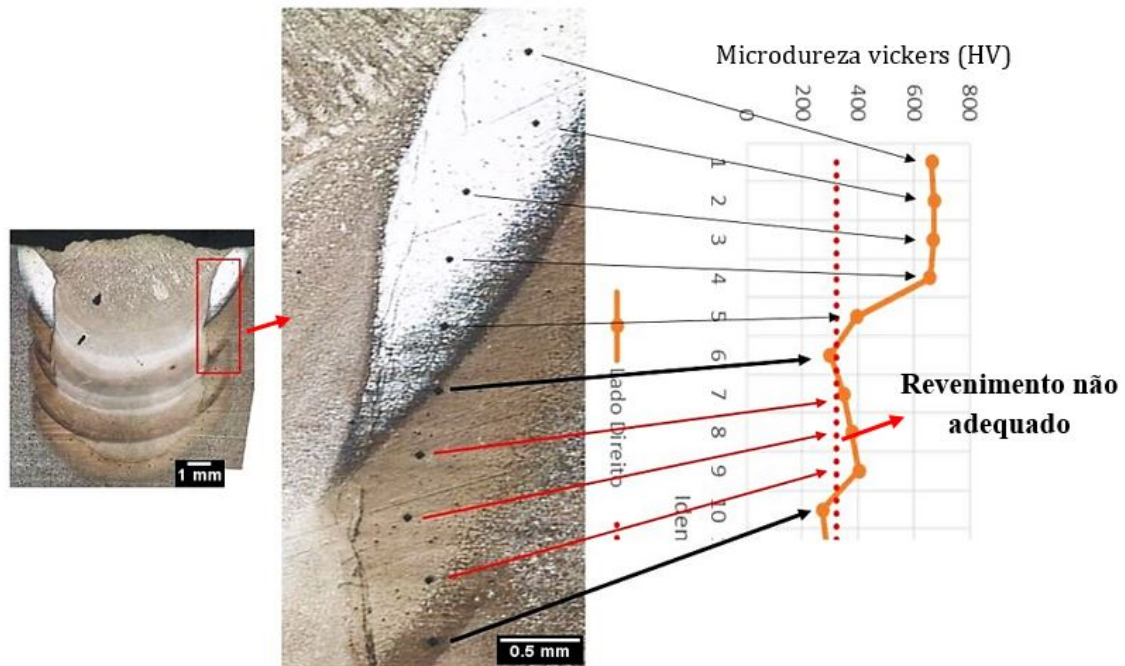 Microdureza vickers (HV)
0
200
400
600
800
1
2
3
4
5
6
7
8
9
10
Lado Direito
Iden
Revenimento não
adequado
1 mm
0.5 mm